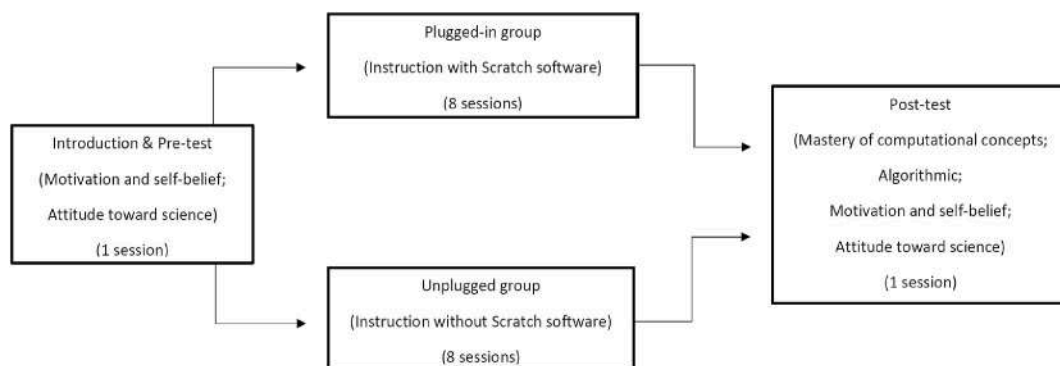 Plugged-in group
(Instruction with Scratch software)
(8 sessions)
Introduction & Pre-test
(Motivation and self-belief;
Attitude toward science)
(1 session)
Unplugged group
(Instruction without Scratch software)
(8 sessions)
Post-test
(Mastery of computational concepts;
Algorithmic;
Motivation and self-belief;
Attitude toward science)
(1 session)